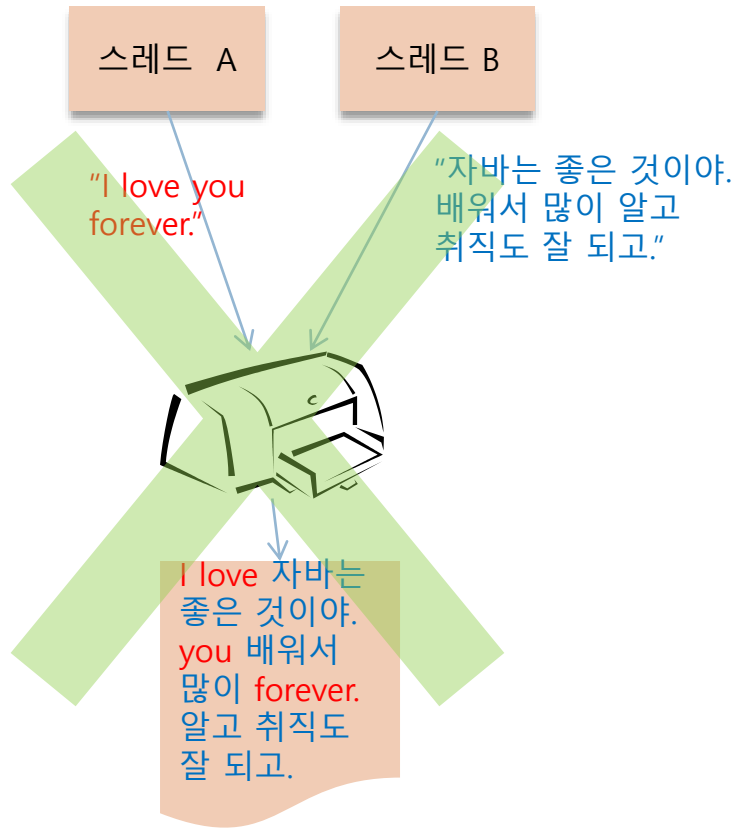 스레드 A
스레드 B
"I love you
forever."
"자바는 좋은 것이야.
배워서 많이 알고
취직도 잘 되고."
I love 자바는
좋은 것이야.
you 배워서
많이 forever.
알고 취직도
잘 되고.